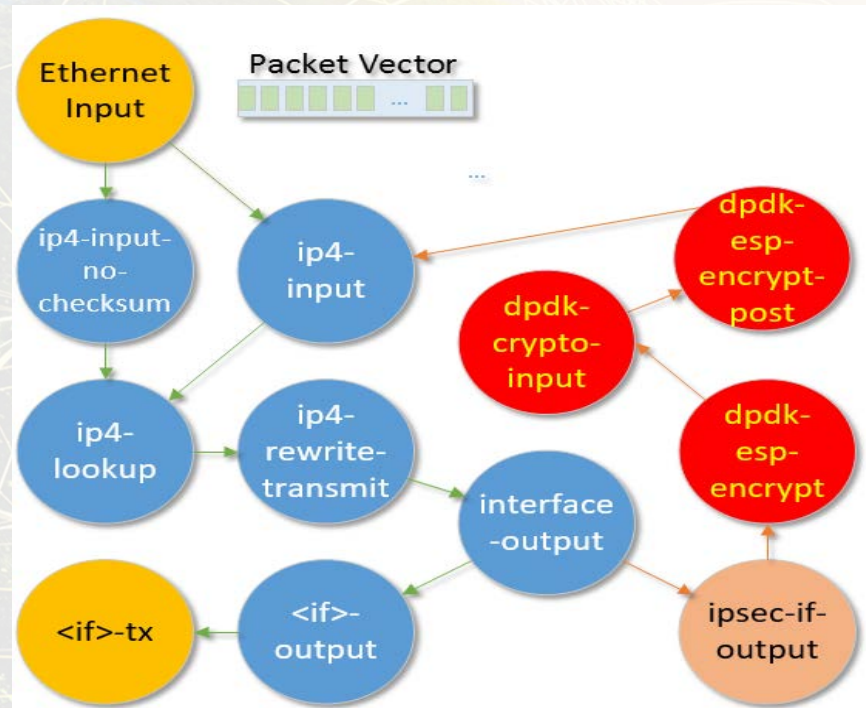 Ethernet
Input
Packet Vector
...
...
ip4-input-
no-
checksum
ip4-
input
dpdk-
esp-
encrypt-
post
dpdk-
crypto-
input
ip4-
lookup
ip4-
rewrite-
transmit
interface
-output
dpdk-
esp-
encrypt
<if>-tx
<if>-
output
ipsec-if-
output